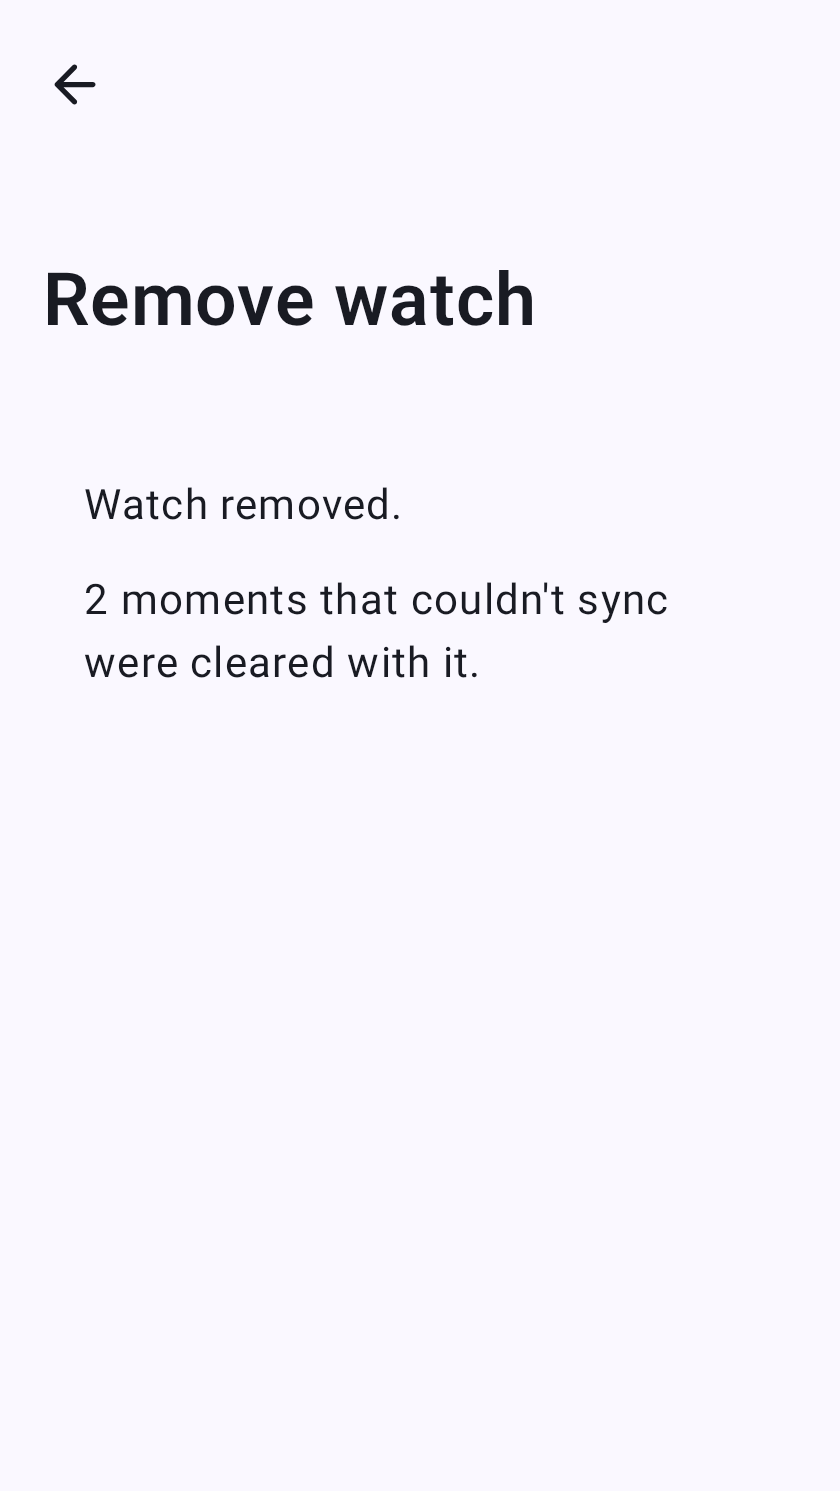 Remove watch
Watch removed.
2 moments that couldn't sync
were cleared with it.